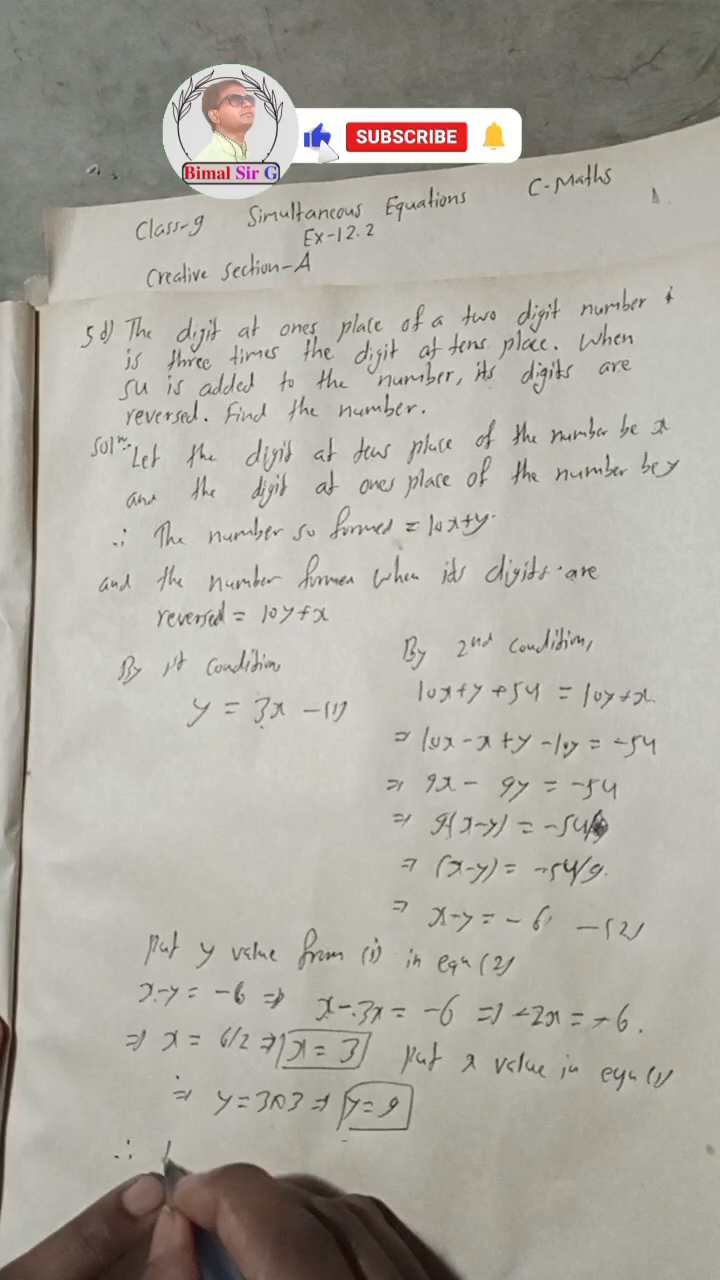 Bimal Sir G
SUBSCRIBE
Class-9 Simultaneous Equations C-Maths
Ex-12.2
Creative Section-A
5 d) The digit at ones place of a two digit number
is three times the digit at tens place. When
54 is added to the number, its digits are
reversed. Find the number.
Solⁿ. Let the digit at tens place of the number be x
and the digit at ones place of the number be y
∴ The number so formed = 10x+y.
and the number formed when its digits are
reversed = 10y+x
By 1st condition
y = 3x -(1)
By 2nd condition,
10x+y+54 = 10y+x.
⇒ 10x-x+y-10y = -54
⇒ 9x - 9y = -54
⇒ 9(x-y) = -54
⇒ (x-y) = -54/9.
⇒ x-y = -6 -(2)
Put y value from (1) in eqn (2)
x-y = -6 ⇒ x-3x = -6 ⇒ -2x = -6.
⇒ x = 6/2 ⇒ x = 3 Put x value in eqn (1)
⇒ y = 3×3 ⇒ y = 9
∴